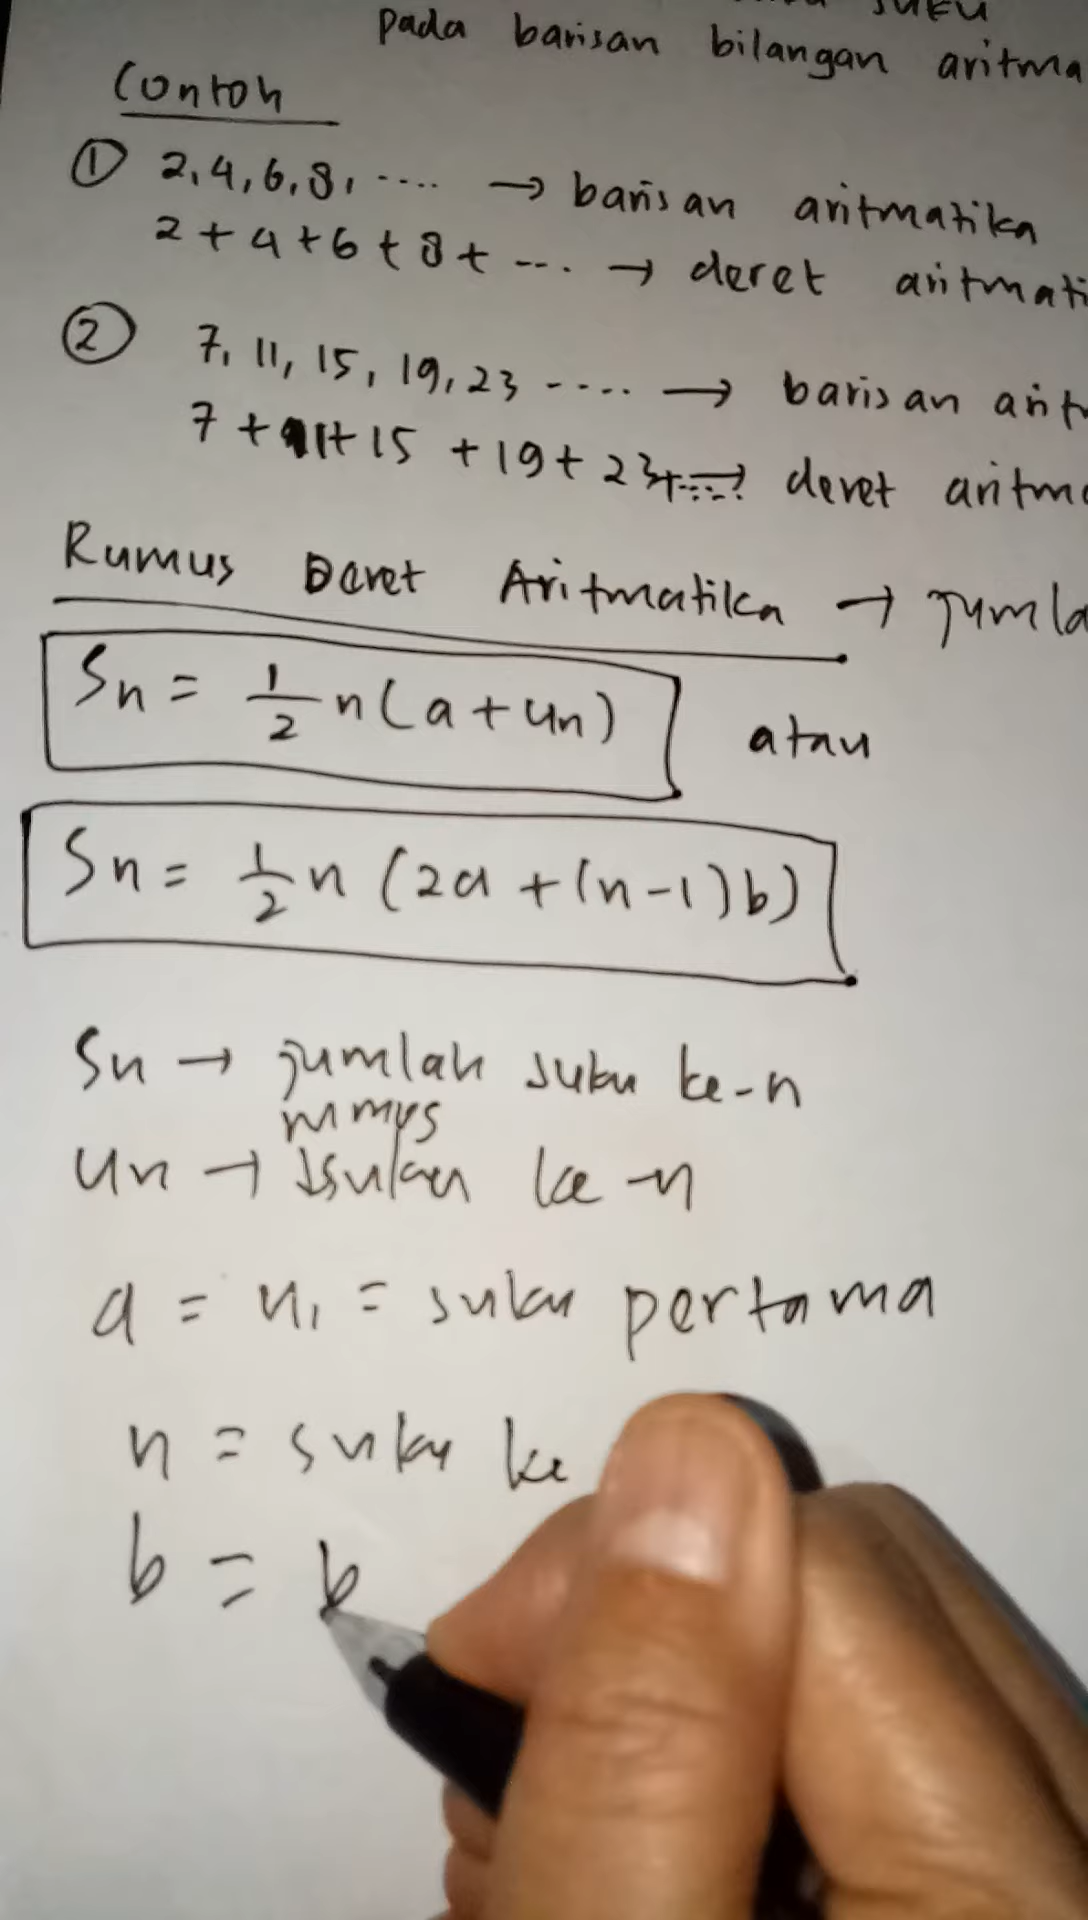 suku
pada barisan bilangan aritma
Contoh
① 2, 4, 6, 8, .... → barisan aritmatika
2 + 4 + 6 + 8 + .... → deret aritmati
② 7, 11, 15, 19, 23 ..... → barisan aritm
7 + 11 + 15 + 19 + 23 + .... → deret aritma
Rumus Deret Aritmatika → jumla
Sn = 1/2 n (a + Un) atau
Sn = 1/2 n (2a + (n - 1) b)
Sn → jumlah suku ke-n
rumus
Un → ke-n
a = U₁ = suku pertama
n = suku ke
b = b